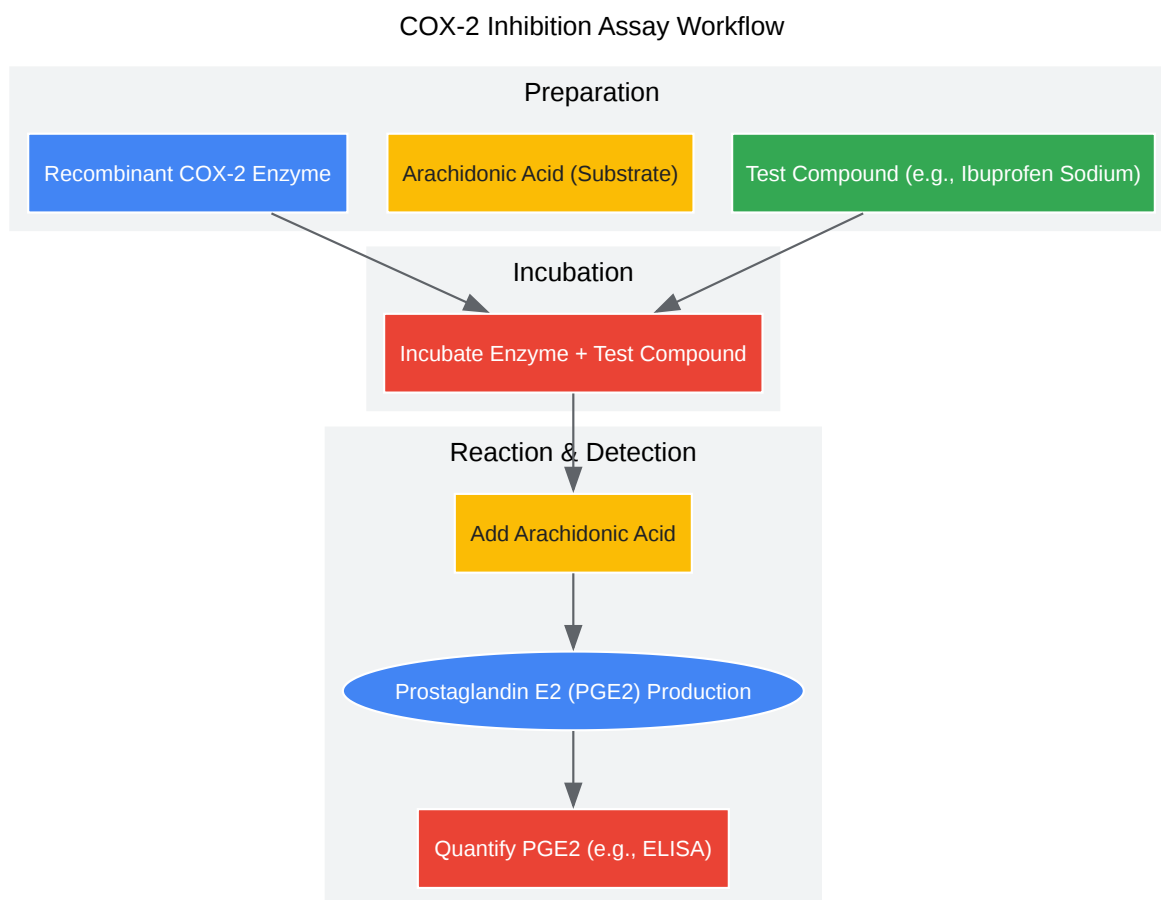 COX-2 Inhibition Assay Workflow
Preparation
Recombinant COX-2 Enzyme
Arachidonic Acid (Substrate)
Test Compound (e.g., Ibuprofen Sodium)
Incubation
Incubate Enzyme + Test Compound
Reaction & Detection
Add Arachidonic Acid
Prostaglandin E2 (PGE2) Production
Quantify PGE2 (e.g., ELISA)